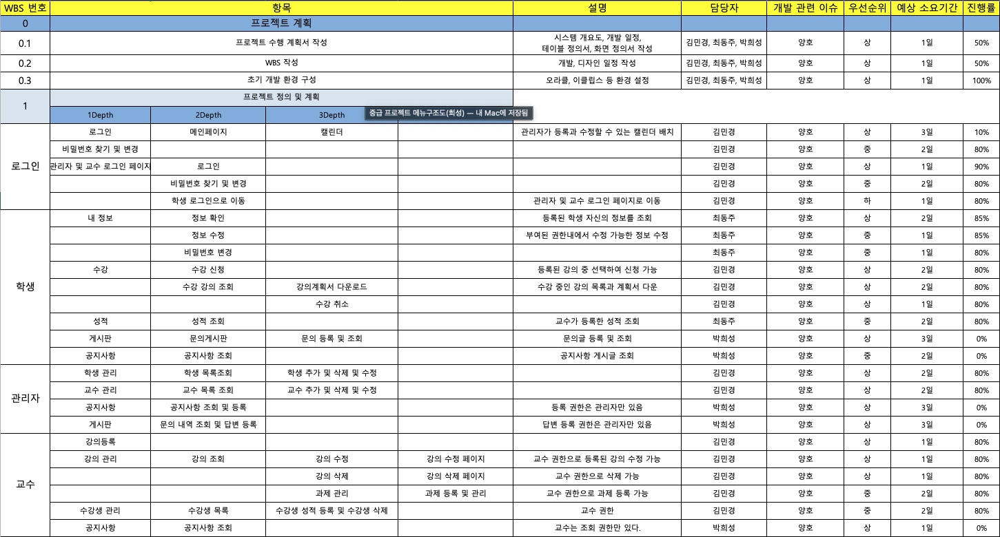 WBS 번호 항목 설명 담당자 개발 관련 이슈 우선순위 예상 소요기간 진행률
0 프로젝트 계획
0.1 프로젝트 수행 계획서 작성 시스템 개요도, 개발 일정, 테이블 정의서, 화면 정의서 작성 김민경, 최동주, 박희성 양호 상 1일 50%
0.2 WBS 작성 개발, 디자인 일정 작성 김민경, 최동주, 박희성 양호 상 1일 50%
0.3 초기 개발 환경 구성 오라클, 이클립스 등 환경 설정 김민경, 최동주, 박희성 양호 상 1일 100%
1 프로젝트 정의 및 계획
1Depth 2Depth 3Depth
중급 프로젝트 메뉴구조도(희성) — 내 Mac에 저장됨
로그인
로그인 메인페이지 캘린더 관리자가 등록과 수정할 수 있는 캘린더 배치 김민경 양호 상 3일 10%
비밀번호 찾기 및 변경 김민경 양호 중 2일 80%
관리자 및 교수 로그인 페이지 로그인 김민경 양호 상 1일 90%
비밀번호 찾기 및 변경 김민경 양호 중 2일 80%
학생 로그인으로 이동 관리자 및 교수 로그인 페이지로 이동 김민경 양호 하 1일 80%
학생
내 정보 정보 확인 등록된 학생 자신의 정보를 조회 최동주 양호 상 2일 85%
정보 수정 부여된 권한내에서 수정 가능한 정보 수정 최동주 양호 중 1일 85%
비밀번호 변경 최동주 양호 중 1일 80%
수강 수강 신청 등록된 강의 중 선택하여 신청 가능 김민경 양호 상 2일 80%
수강 강의 조회 강의계획서 다운로드 수강 중인 강의 목록과 계획서 다운 김민경 양호 상 2일 80%
수강 취소 김민경 양호 상 1일 80%
성적 성적 조회 교수가 등록한 성적 조회 최동주 양호 중 2일 80%
게시판 문의게시판 문의 등록 및 조회 문의글 등록 및 조회 박희성 양호 상 3일 0%
공지사항 공지사항 조회 공지사항 게시글 조회 박희성 양호 중 2일 0%
관리자
학생 관리 학생 목록조회 학생 추가 및 삭제 및 수정 김민경 양호 상 2일 80%
교수 관리 교수 목록 조회 교수 추가 및 삭제 및 수정 김민경 양호 상 2일 80%
공지사항 공지사항 조회 및 등록 등록 권한은 관리자만 있음 박희성 양호 상 3일 0%
게시판 문의 내역 조회 및 답변 등록 답변 등록 권한은 관리자만 있음 박희성 양호 상 3일 0%
교수
강의등록 김민경 양호 상 1일 80%
강의 관리 강의 조회 강의 수정 강의 수정 페이지 교수 권한으로 등록된 강의 수정 가능 김민경 양호 상 1일 80%
강의 삭제 강의 삭제 페이지 교수 권한으로 삭제 가능 김민경 양호 상 1일 80%
과제 관리 과제 등록 및 관리 교수 권한으로 과제 등록 가능 김민경 양호 중 2일 80%
수강생 관리 수강생 목록 수강생 성적 등록 및 수강생 삭제 교수 권한 김민경 양호 중 2일 80%
공지사항 공지사항 조회 교수는 조회 권한만 있다. 박희성 양호 상 1일 0%